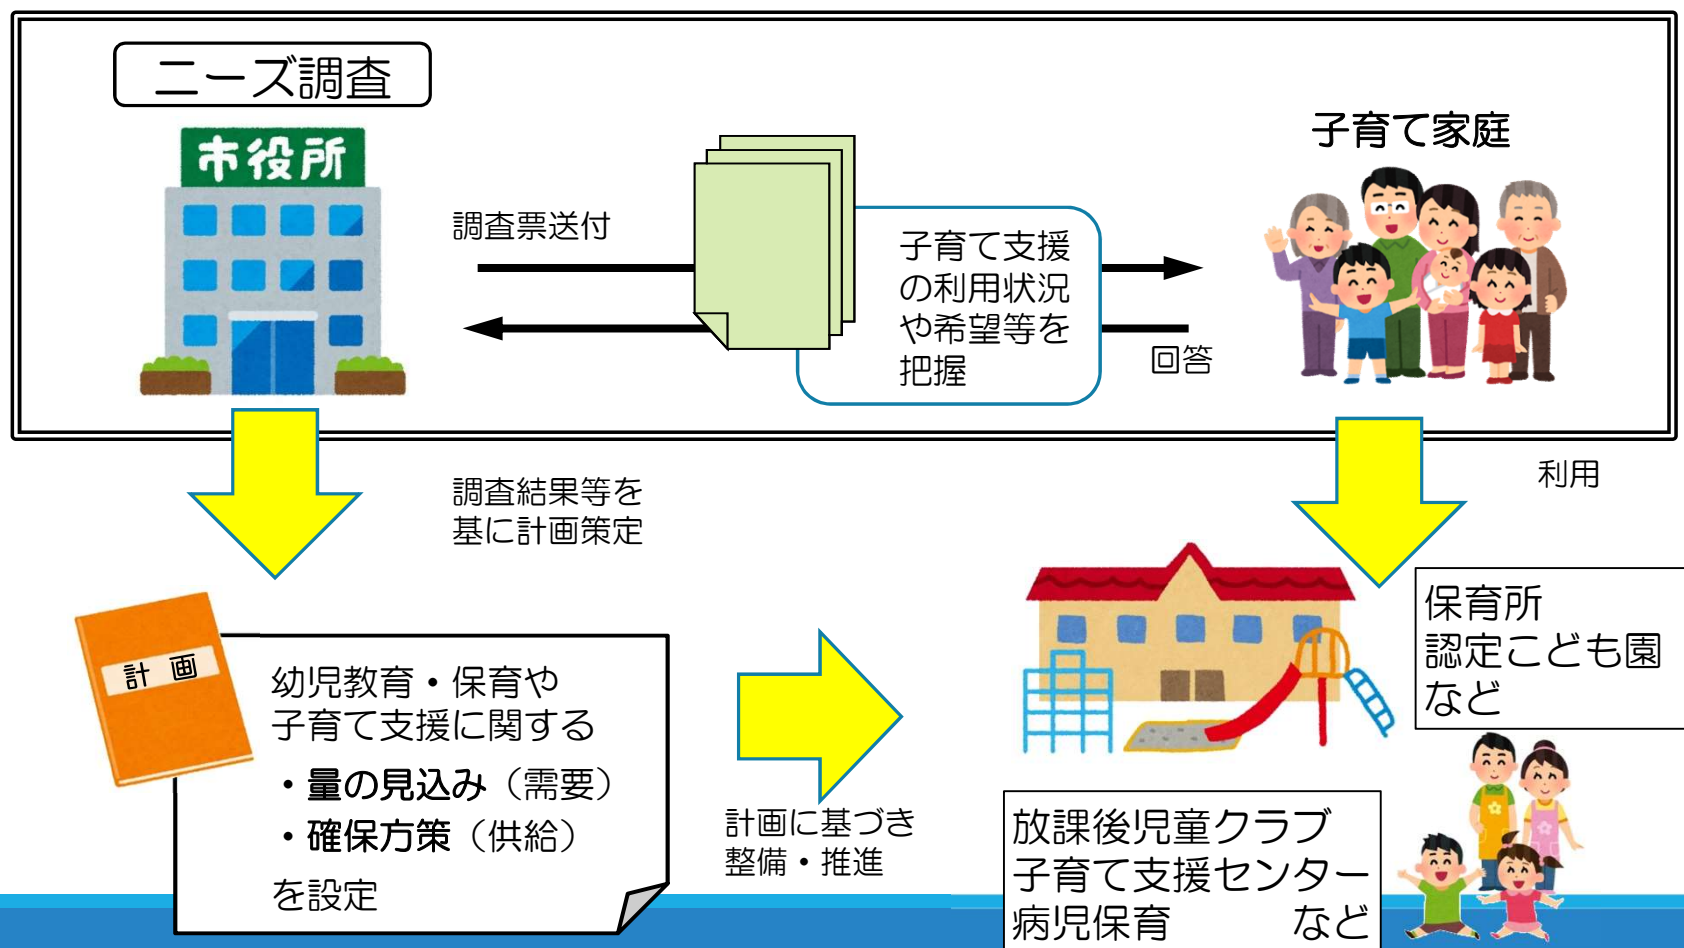 ニーズ調査
市役所
調査票送付
子育て支援
の利用状況
や希望等を
把握
回答
子育て家庭
調査結果等を
基に計画策定
利用
計画
幼児教育・保育や
子育て支援に関する
・量の見込み（需要）
・確保方策（供給）
を設定
計画に基づき
整備・推進
保育所
認定こども園
など
放課後児童クラブ
子育て支援センター
病児保育　　　など